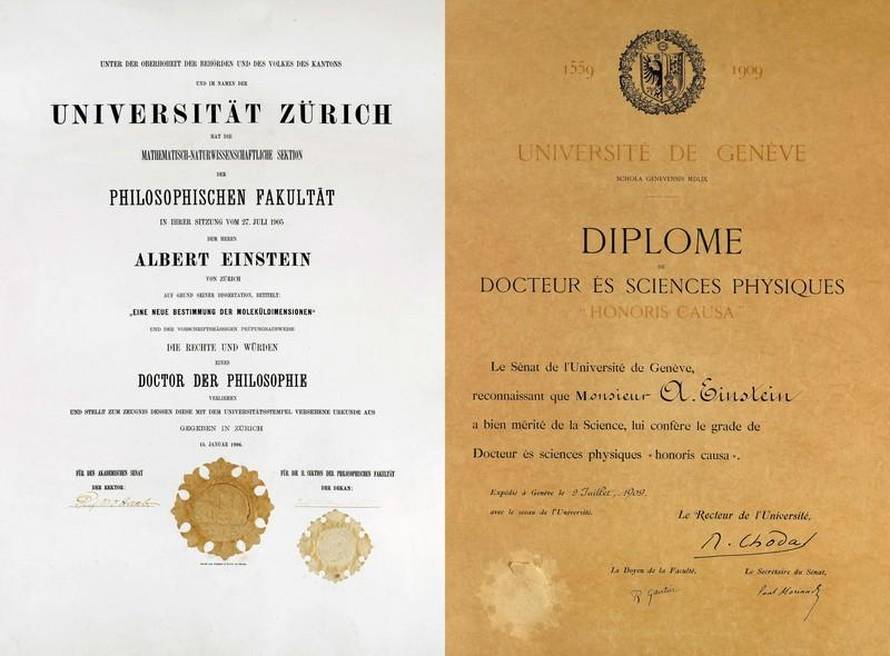 UNTER DER OBERHOHEIT DER BEHÖRDEN UND DES VOLKES DES KANTONS
UND IM NAMEN DER
UNIVERSITÄT ZÜRICH
HAT DIE
MATHEMATISCH-NATURWISSENSCHAFTLICHE SEKTION
DER
PHILOSOPHISCHEN FAKULTÄT
IN IHRER SITZUNG VOM 27. JULI 1905
DEM HERRN
ALBERT EINSTEIN
VON ZÜRICH
AUF GRUND SEINER DISSERTATION, BETITELT:
„EINE NEUE BESTIMMUNG DER MOLEKÜLDIMENSIONEN“
UND DER VORSCHRIFTSMÄSSIGEN PRÜFUNGSAUSWEISE
DIE RECHTE UND WÜRDEN
EINES
DOCTOR DER PHILOSOPHIE
VERLIEHEN
UND STELLT ZUM ZEUGNIS DESSEN DIESE MIT DEM UNIVERSITÄTSSTEMPEL VERSEHENE URKUNDE AUS
GEGEBEN IN ZÜRICH
15. JANUAR 1906.
FÜR DEN AKADEMISCHEN SENAT
DER REKTOR:
FÜR DIE II. SEKTION DER PHILOSOPHISCHEN FAKULTÄT
DER DEKAN:
1559 1909
UNIVERSITÉ DE GENÈVE
SCHOLA GENEVENSIS MDLIX
DIPLOME
DE
DOCTEUR ÈS SCIENCES PHYSIQUES
"HONORIS CAUSA"
Le Sénat de l'Université de Genève,
reconnaissant que Monsieur A. Einstein
a bien mérité de la Science, lui confère le grade de
Docteur ès sciences physiques «honoris causa».
Expédié à Genève le 9 Juillet, 1909.
avec le sceau de l'Université.
Le Recteur de l'Université,
R. Chodat
Le Doyen de la Faculté,
R Gautier
Le Secrétaire du Sénat,
Paul